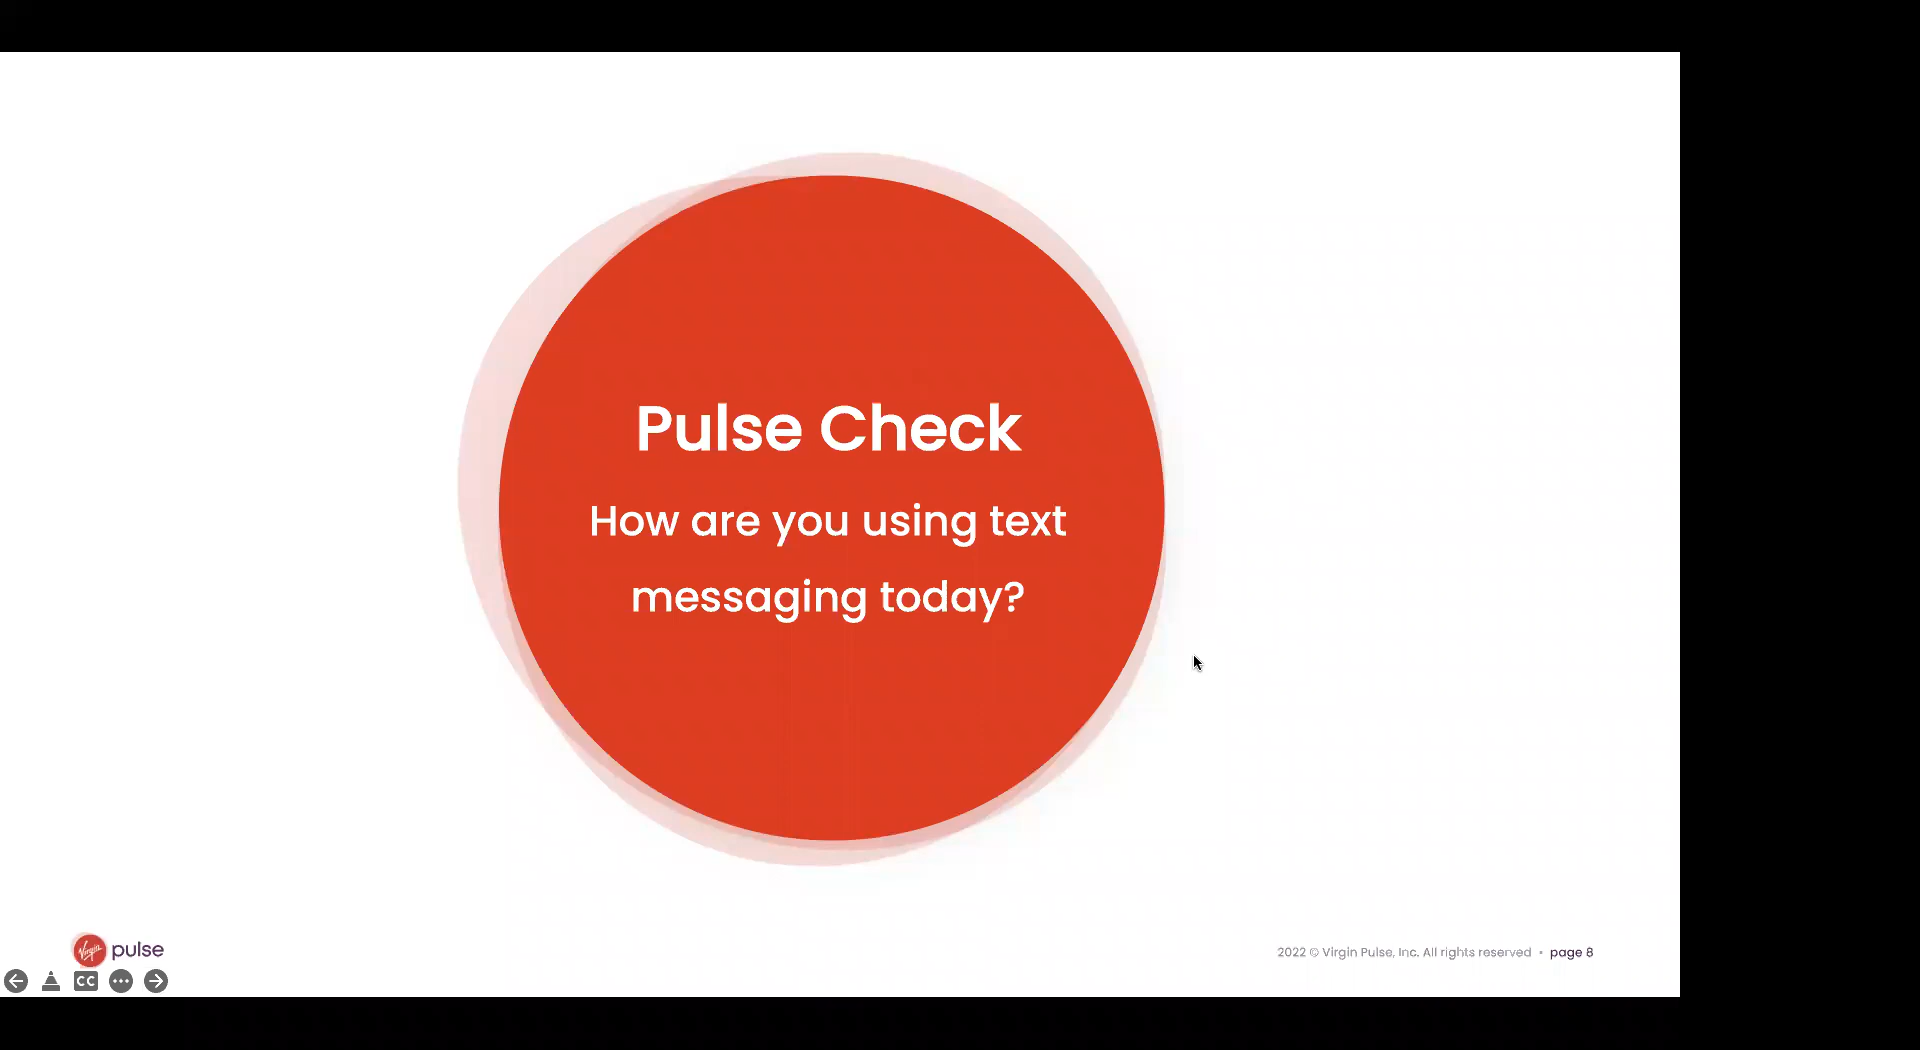 Pulse Check
How are you using text
messaging today?
Virgin pulse
2022 © Virgin Pulse, Inc. All rights reserved • page 8
CC